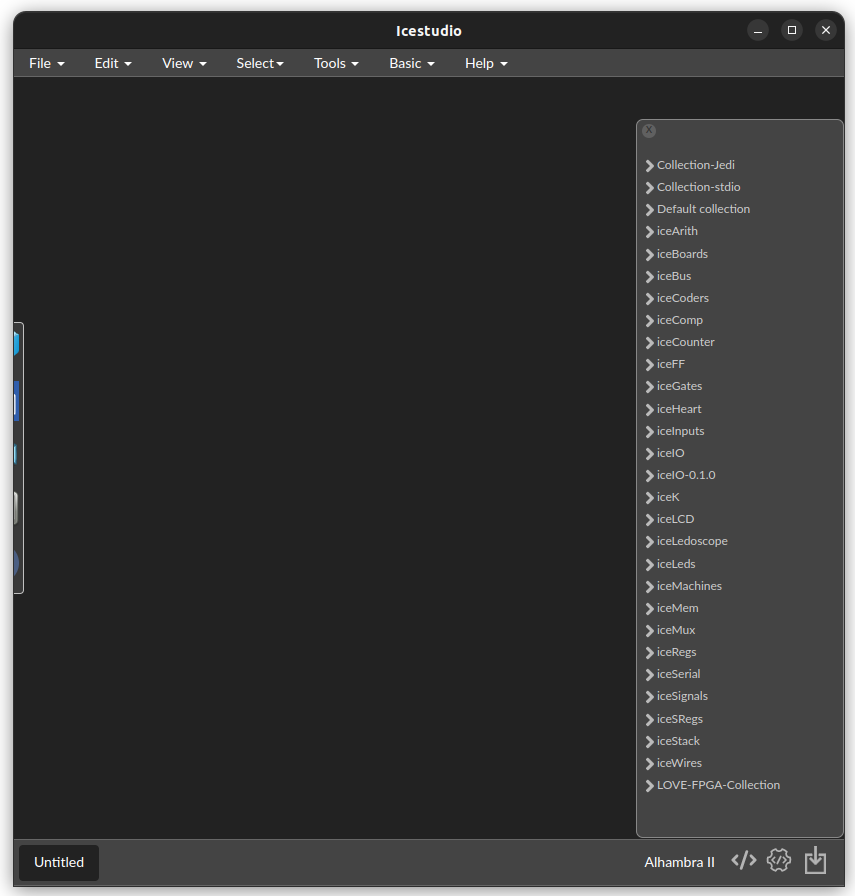 Icestudio
File Edit View Select Tools Basic Help
X
Collection-Jedi
Collection-stdio
Default collection
iceArith
iceBoards
iceBus
iceCoders
iceComp
iceCounter
iceFF
iceGates
iceHeart
iceInputs
iceIO
iceIO-0.1.0
iceK
iceLCD
iceLedoscope
iceLeds
iceMachines
iceMem
iceMux
iceRegs
iceSerial
iceSignals
iceSRegs
iceStack
iceWires
LOVE-FPGA-Collection
Untitled Alhambra II